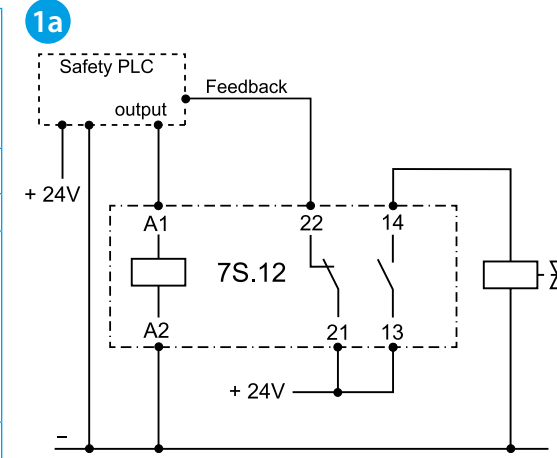 1a
Safety PLC
Feedback
output
+ 24V
A1
22
14
7S.12
A2
21
13
+ 24V
–